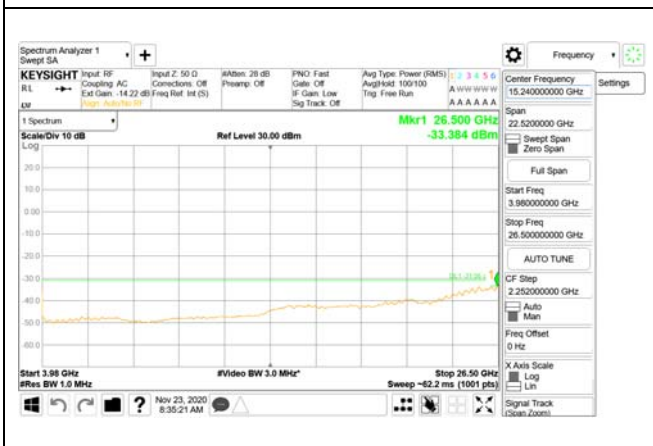 Spectrum Analyzer 1
Swept SA
+
Frequency
KEYSIGHT Input: RF Input Z: 50 Ω #Atten: 28 dB PNO: Fast Avg Type: Power (RMS) 1 2 3 4 5 6
RL Coupling: AC Corrections: Off Preamp: Off Gate: Off Avg|Hold: 100/100 A W W W W W
Ext Gain: -14.22 dB Freq Ref: Int (S) IF Gain: Low Trig: Free Run
Align: Auto/No RF Sig Track: Off A A A A A A
1 Spectrum
Mkr1 26.500 GHz
Scale/Div 10 dB Ref Level 30.00 dBm -33.384 dBm
Log
20.0
10.0
0.00
-10.0
-20.0
-30.0
1
-40.0
-50.0
-60.0
Start 3.98 GHz #Video BW 3.0 MHz* Stop 26.50 GHz
#Res BW 1.0 MHz Sweep ~62.2 ms (1001 pts)
? Nov 23, 2020
8:35:21 AM
Center Frequency
15.240000000 GHz
Settings
Span
22.5200000 GHz
Swept Span
Zero Span
Full Span
Start Freq
3.980000000 GHz
Stop Freq
26.500000000 GHz
AUTO TUNE
CF Step
2.252000000 GHz
Auto
Man
Freq Offset
0 Hz
X Axis Scale
Log
Lin
Signal Track
(Span Zoom)